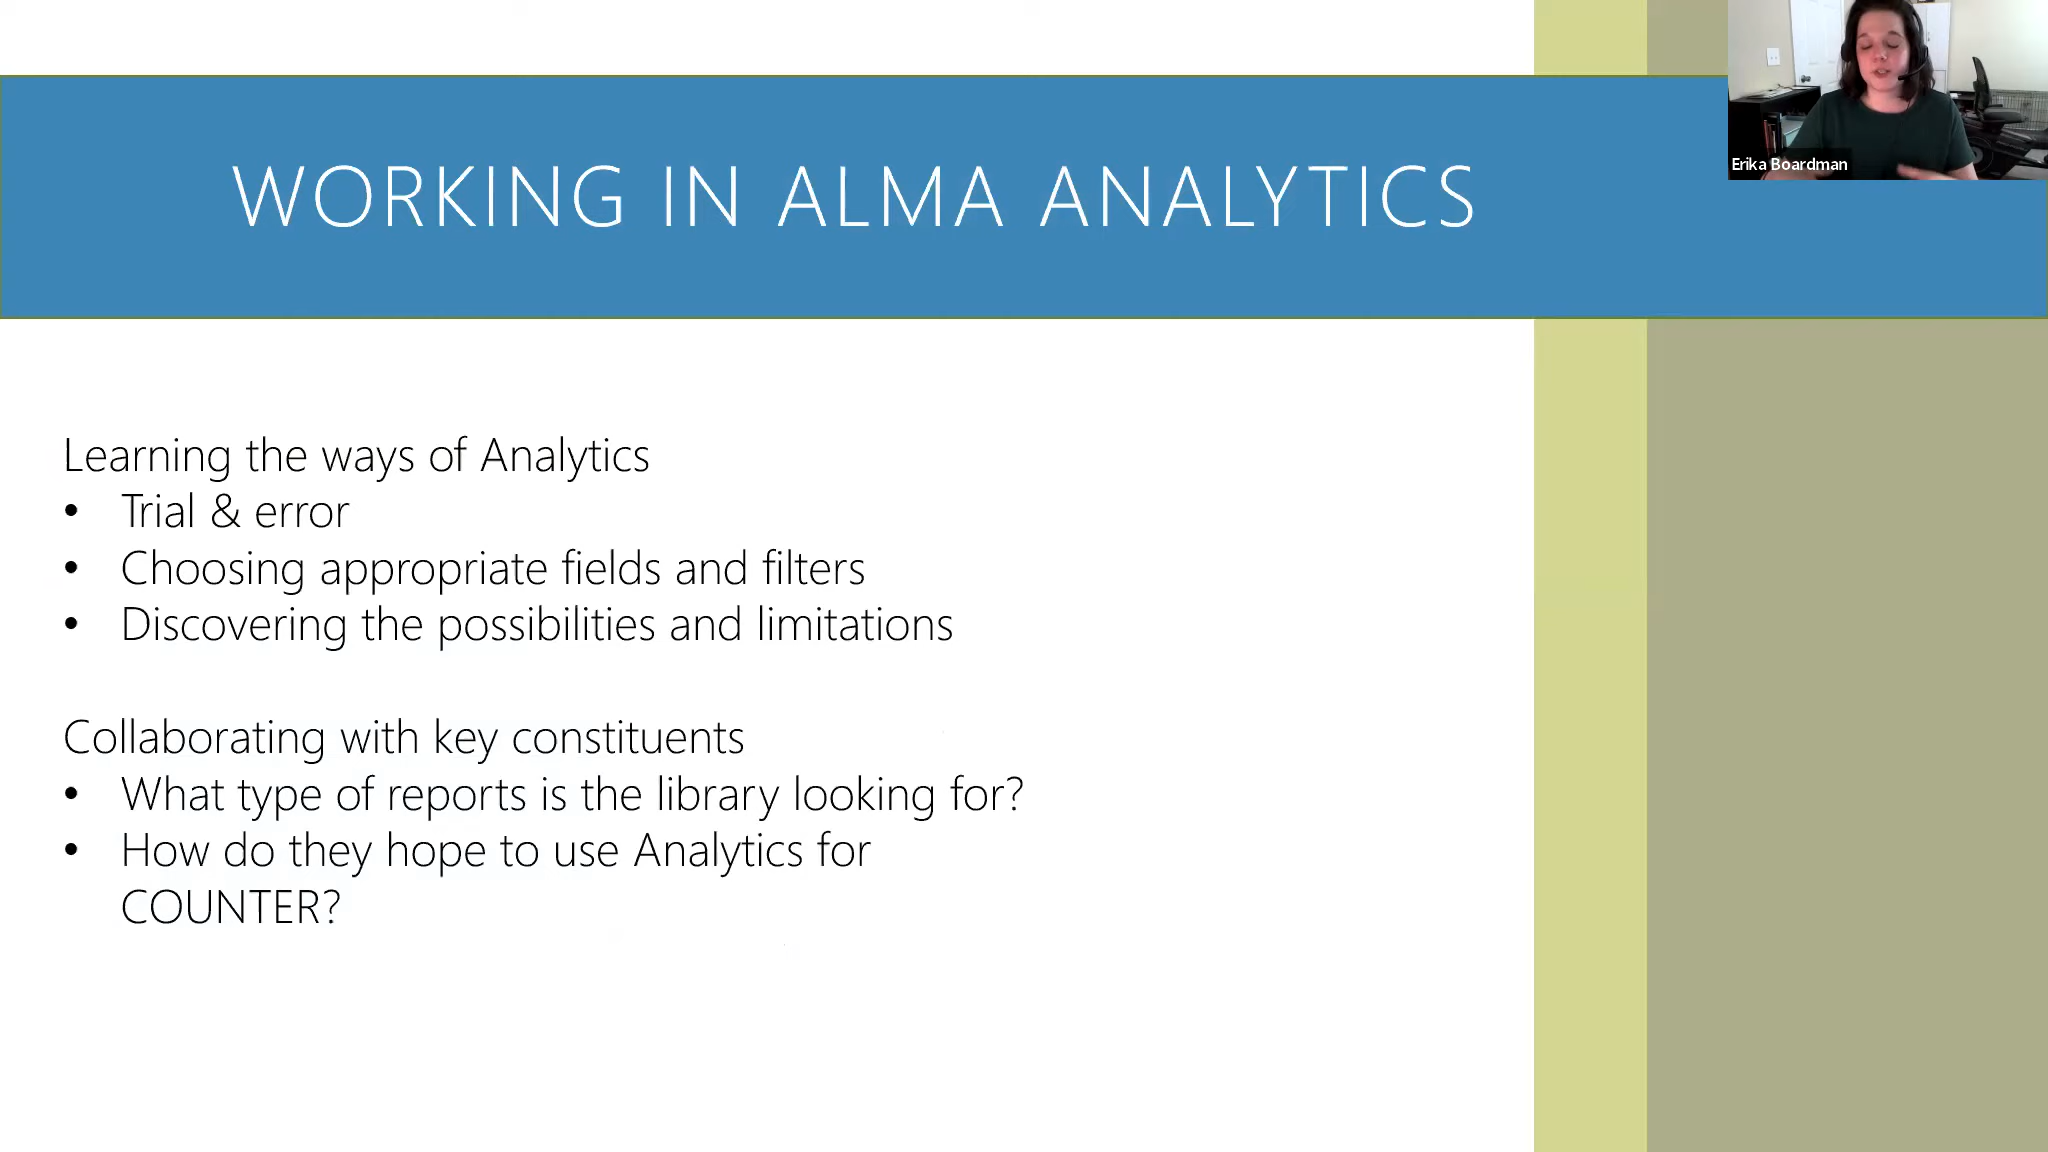 WORKING IN ALMA ANALYTICS
Erika Boardman
Learning the ways of Analytics
• Trial & error
• Choosing appropriate fields and filters
• Discovering the possibilities and limitations
Collaborating with key constituents
• What type of reports is the library looking for?
• How do they hope to use Analytics for
COUNTER?